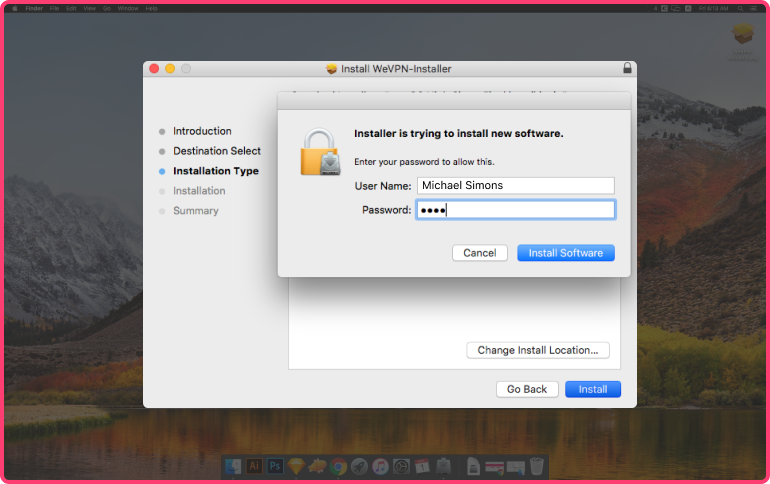 Finder File Edit View Go Window Help
Install WeVPN-Installer
Introduction
Destination Select
Installation Type
Installation
Summary
Installer is trying to install new software.
Enter your password to allow this.
User Name: Michael Simons
Password: ••••
Cancel Install Software
Change Install Location...
Go Back Install
Ai Ps